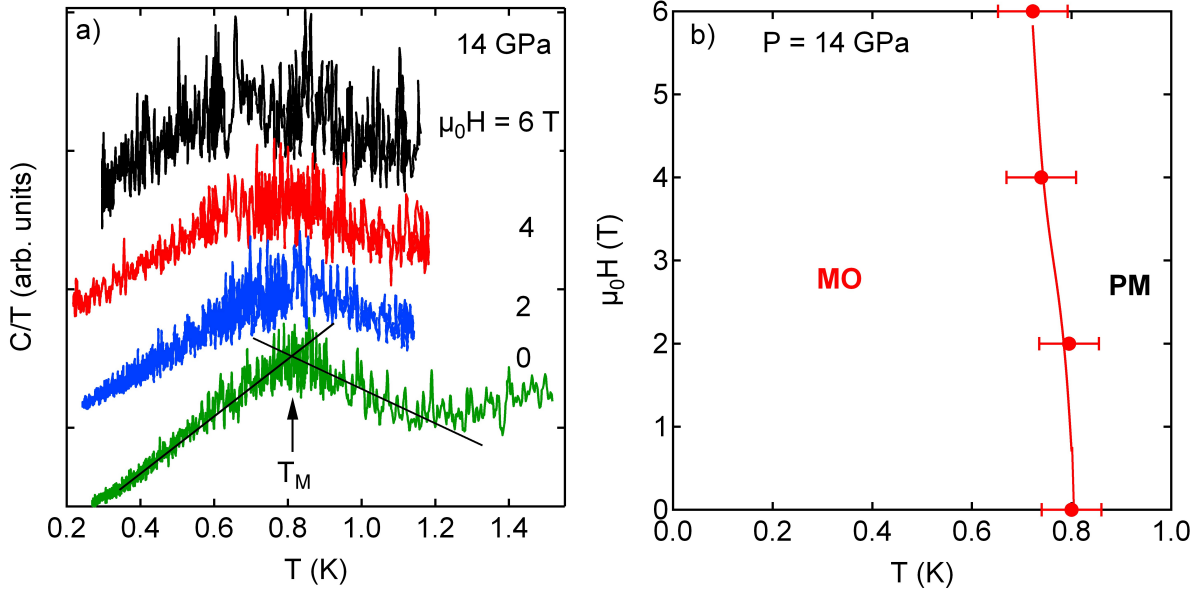 a)
14 GPa
μ₀H = 6 T
4
2
0
T_M
C/T (arb. units)
0.2 0.4 0.6 0.8 1.0 1.2 1.4
T (K)
b)
P = 14 GPa
6
5
4
3
2
1
0
μ₀H (T)
MO
PM
0.0 0.2 0.4 0.6 0.8 1.0
T (K)